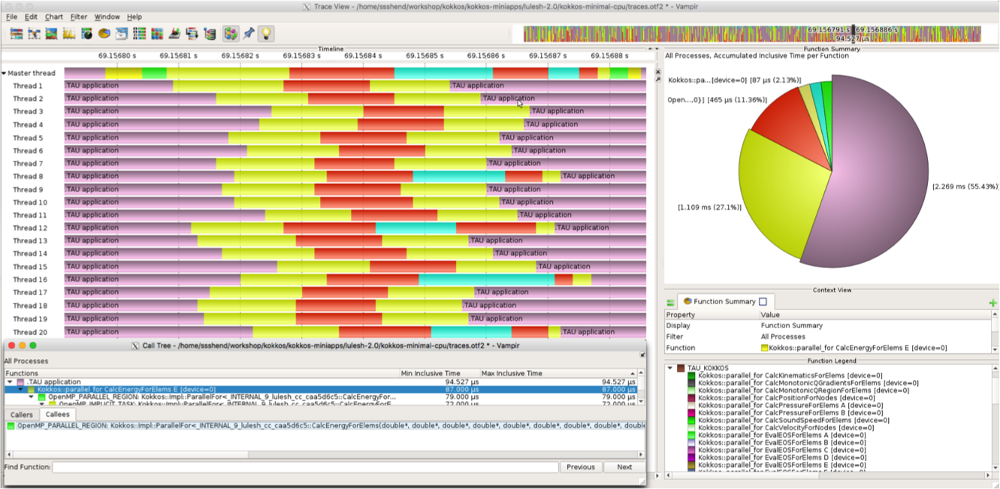 Trace View - /home/ssshend/workshop/kokkos/kokkos-miniapps/lulesh-2.0/kokkos-minimal-cpu/traces.otf2 * - Vampir
File Edit Chart Filter Window Help
69.156791 s 69.156886 s
94.527 µs
Timeline
69.15680 s 69.15681 s 69.15682 s 69.15683 s 69.15684 s 69.15685 s 69.15686 s 69.15687 s 69.15688 s
Master thread
Thread 1 .TAU application .TAU application
Thread 2 .TAU application .TAU application
Thread 3 .TAU application .TAU application
Thread 4 .TAU application .TAU application
Thread 5 .TAU application .TAU application
Thread 6 .TAU application .TAU application
Thread 7 .TAU application .TAU application
Thread 8 .TAU application .TAU application
Thread 9 .TAU application .TAU application
Thread 10 .TAU application .TAU application
Thread 11 .TAU application .TAU application
Thread 12 .TAU application .TAU application
Thread 13 .TAU application .TAU application
Thread 14 .TAU application .TAU application
Thread 15 .TAU application .TAU application
Thread 16 .TAU application
Thread 17 .TAU application .TAU application
Thread 18 .TAU application .TAU application
Thread 19 .TAU application .TAU application
Thread 20 .TAU application .TAU application
Function Summary
All Processes, Accumulated Inclusive Time per Function
Kokkos::pa...[device=0] [87 µs (2.13%)]
Open...,0}] [465 µs (11.36%)]
[2.269 ms (55.43%)]
[1.109 ms (27.1%)]
Context View
Function Summary
Property Value
Display Function Summary
Filter All Processes
Function Kokkos::parallel_for CalcEnergyForElems E [device=0]
Function Legend
TAU_KOKKOS
Kokkos::parallel_for CalcKinematicsForElems [device=0]
Kokkos::parallel_for CalcMonotonicQGradientsForElems [device=0]
Kokkos::parallel_for CalcMonotonicQRegionForElems [device=0]
Kokkos::parallel_for CalcPositionForNodes [device=0]
Kokkos::parallel_for CalcPressureForElems A [device=0]
Kokkos::parallel_for CalcPressureForElems B [device=0]
Kokkos::parallel_for CalcSoundSpeedForElems [device=0]
Kokkos::parallel_for CalcVelocityForNodes [device=0]
Kokkos::parallel_for EvalEOSForElems A [device=0]
Kokkos::parallel_for EvalEOSForElems B [device=0]
Kokkos::parallel_for EvalEOSForElems C [device=0]
Kokkos::parallel_for EvalEOSForElems D [device=0]
Kokkos::parallel_for EvalEOSForElems E [device=0]
Call Tree - /home/ssshend/workshop/kokkos/kokkos-miniapps/lulesh-2.0/kokkos-minimal-cpu/traces.otf2 * - Vampir
All Processes
Functions Min Inclusive Time Max Inclusive Time
.TAU application 94.527 µs 94.527 µs
Kokkos::parallel_for CalcEnergyForElems E [device=0] 87.000 µs 87.000 µs
OpenMP_PARALLEL_REGION: Kokkos::Impl::ParallelFor<_INTERNAL_9_lulesh_cc_caa5d6c5::CalcEnergyFor... 79.000 µs 79.000 µs
OpenMP_IMPLICIT_TASK: Kokkos::Impl::ParallelFor<_INTERNAL_9_lulesh_cc_caa5d6c5::CalcEnergyForE... 72.000 µs 72.000 µs
Callers Callees
OpenMP_PARALLEL_REGION: Kokkos::Impl::ParallelFor<_INTERNAL_9_lulesh_cc_caa5d6c5::CalcEnergyForElems(double*, double*, double*, double*, double*, double*, double*, double*, doubl
Find Function: Previous Next